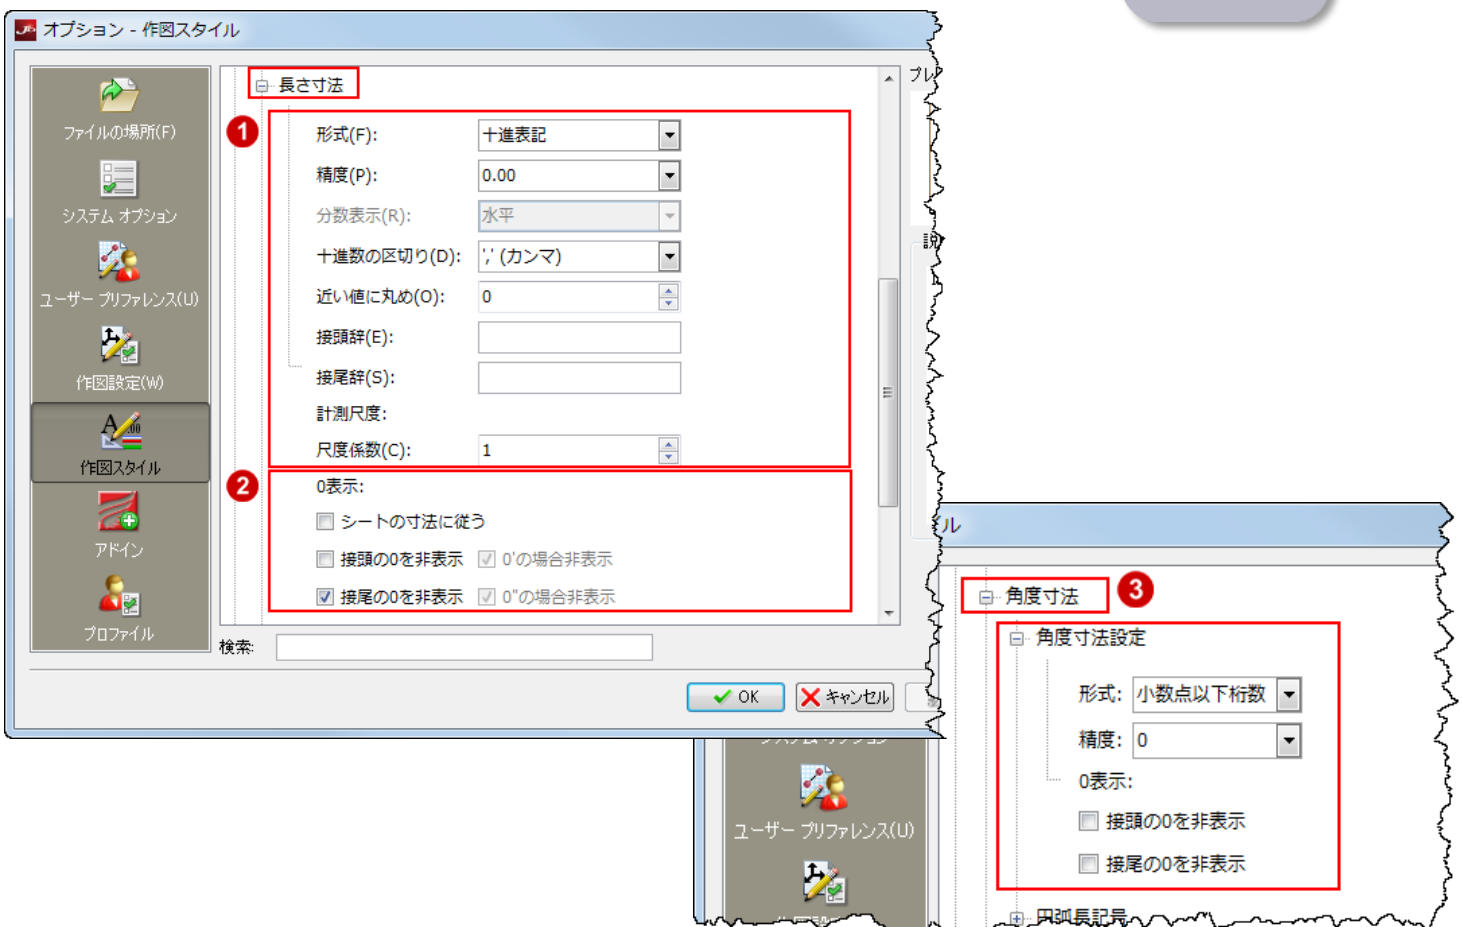 オプション - 作図スタイル
ファイルの場所(F)
システム オプション
ユーザー プリファレンス(U)
作図設定(W)
作図スタイル
アドイン
プロファイル
長さ寸法
プレ
1
形式(F): 十進表記
精度(P): 0.00
分数表示(R): 水平
十進数の区切り(D): ',' (カンマ)
近い値に丸め(O): 0
接頭辞(E):
接尾辞(S):
計測尺度:
尺度係数(C): 1
2
0表示:
シートの寸法に従う
接頭の0を非表示 0'の場合非表示
接尾の0を非表示 0"の場合非表示
検索:
OK キャンセル
イル
角度寸法 3
角度寸法設定
形式: 小数点以下桁数
精度: 0
0表示:
接頭の0を非表示
接尾の0を非表示
円弧長記号
ユーザー プリファレンス(U)